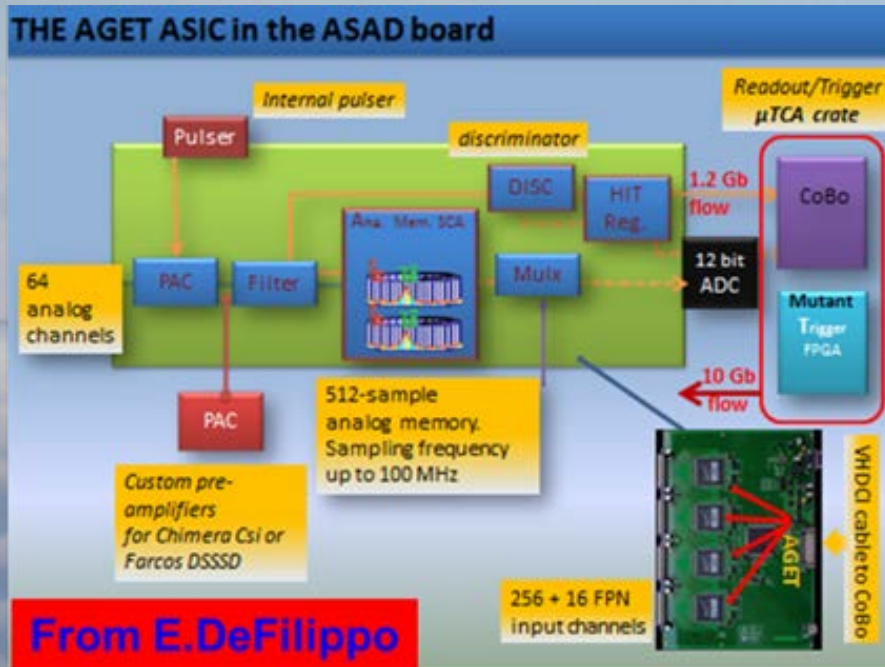 THE AGET ASIC in the ASAD board
Internal pulser
Readout/Trigger
µTCA crate
Pulser
discriminator
DISC
HIT
Reg.
1.2 Gb
flow
CoBo
Ana. Mem. SCA
64
analog
channels
PAC
Filter
Mulx
12 bit
ADC
Mutant
Trigger
FPGA
10 Gb
flow
PAC
512-sample
analog memory.
Sampling frequency
up to 100 MHz
Custom pre-
amplifiers
for Chimera Csi or
Farcos DSSSD
AGET
VHDCI cable to CoBo
256 + 16 FPN
input channels
From E.DeFilippo